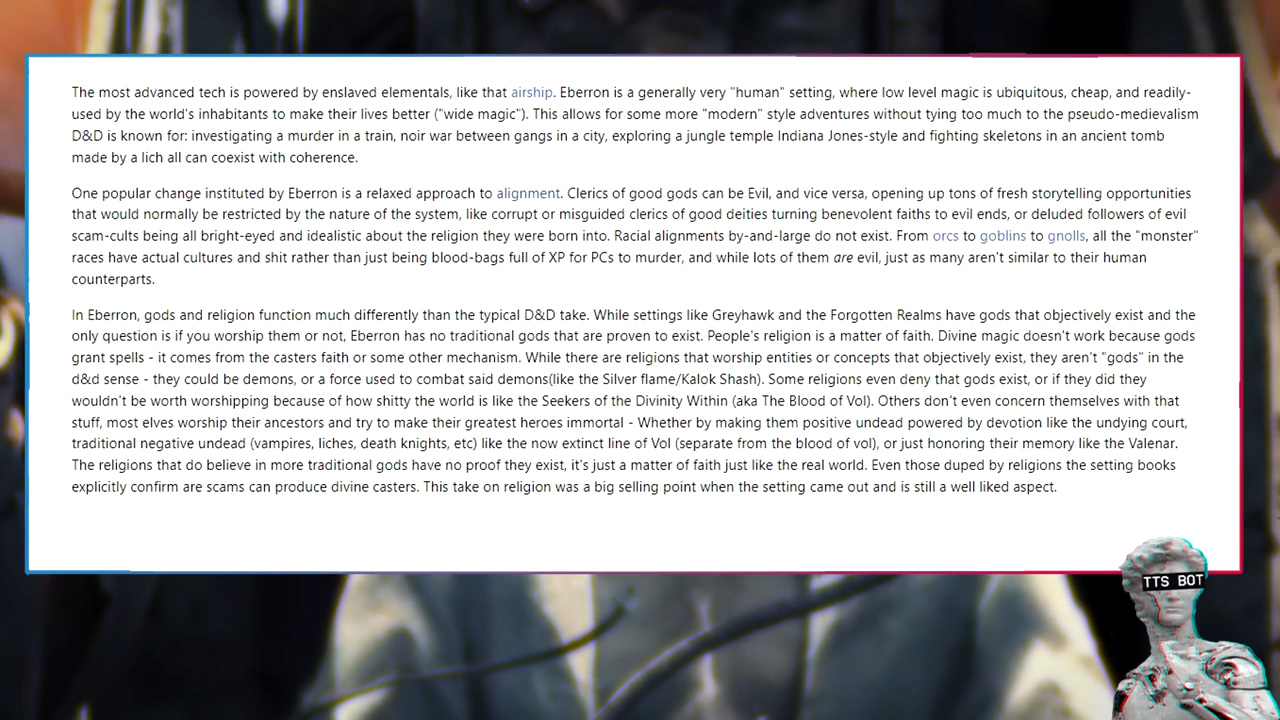 The most advanced tech is powered by enslaved elementals, like that airship. Eberron is a generally very "human" setting, where low level magic is ubiquitous, cheap, and readily-
used by the world's inhabitants to make their lives better ("wide magic"). This allows for some more "modern" style adventures without tying too much to the pseudo-medievalism
D&D is known for: investigating a murder in a train, noir war between gangs in a city, exploring a jungle temple Indiana Jones-style and fighting skeletons in an ancient tomb
made by a lich all can coexist with coherence.
One popular change instituted by Eberron is a relaxed approach to alignment. Clerics of good gods can be Evil, and vice versa, opening up tons of fresh storytelling opportunities
that would normally be restricted by the nature of the system, like corrupt or misguided clerics of good deities turning benevolent faiths to evil ends, or deluded followers of evil
scam-cults being all bright-eyed and idealistic about the religion they were born into. Racial alignments by-and-large do not exist. From orcs to goblins to gnolls, all the "monster"
races have actual cultures and shit rather than just being blood-bags full of XP for PCs to murder, and while lots of them are evil, just as many aren't similar to their human
counterparts.
In Eberron, gods and religion function much differently than the typical D&D take. While settings like Greyhawk and the Forgotten Realms have gods that objectively exist and the
only question is if you worship them or not, Eberron has no traditional gods that are proven to exist. People's religion is a matter of faith. Divine magic doesn't work because gods
grant spells - it comes from the casters faith or some other mechanism. While there are religions that worship entities or concepts that objectively exist, they aren't "gods" in the
d&d sense - they could be demons, or a force used to combat said demons(like the Silver flame/Kalok Shash). Some religions even deny that gods exist, or if they did they
wouldn't be worth worshipping because of how shitty the world is like the Seekers of the Divinity Within (aka The Blood of Vol). Others don't even concern themselves with that
stuff, most elves worship their ancestors and try to make their greatest heroes immortal - Whether by making them positive undead powered by devotion like the undying court,
traditional negative undead (vampires, liches, death knights, etc) like the now extinct line of Vol (separate from the blood of vol), or just honoring their memory like the Valenar.
The religions that do believe in more traditional gods have no proof they exist, it's just a matter of faith just like the real world. Even those duped by religions the setting books
explicitly confirm are scams can produce divine casters. This take on religion was a big selling point when the setting came out and is still a well liked aspect.
TTS BOT